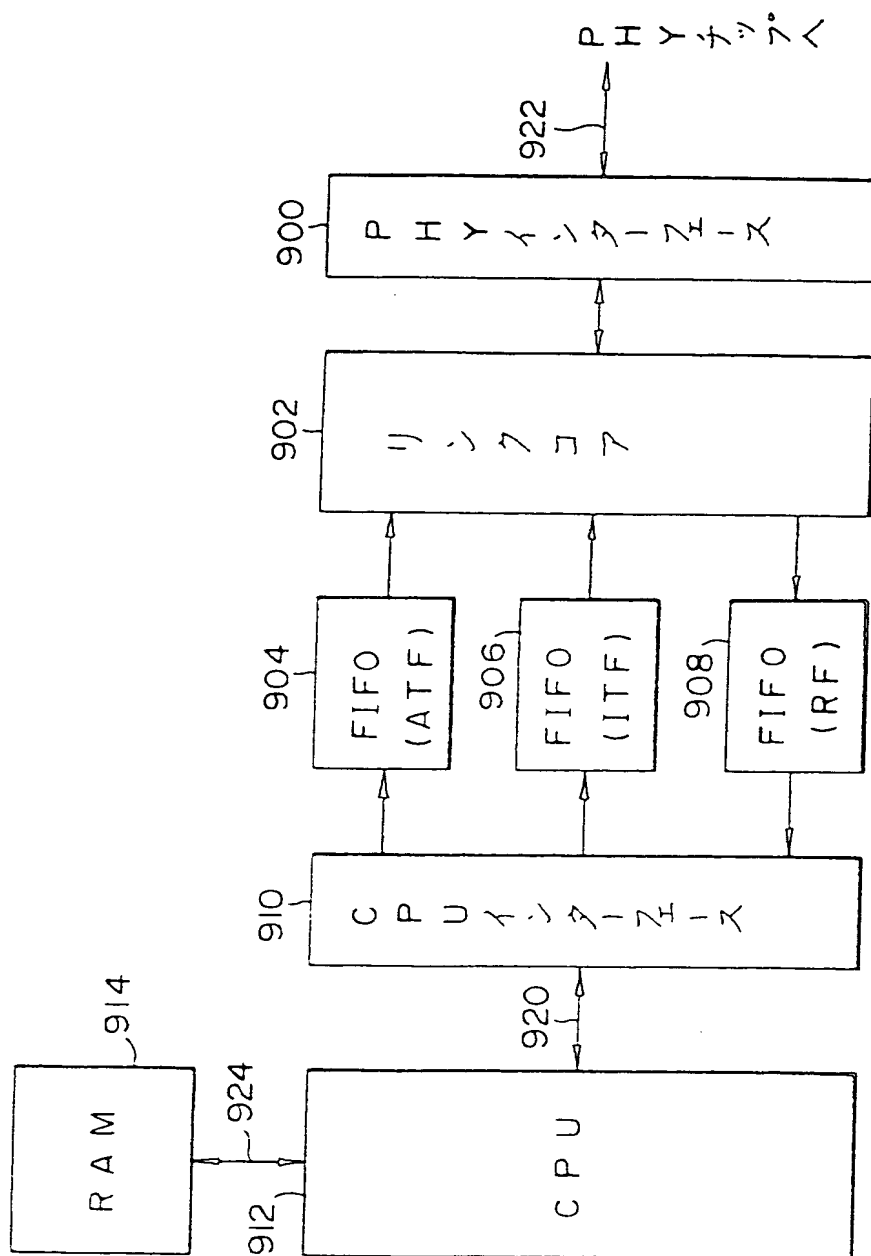 RAM
914
924
912
CPU
920
910
CPUインターフェース
904
FIFO
(ATF)
906
FIFO
(ITF)
908
FIFO
(RF)
902
リンクコア
900
PHYインターフェース
922
PHYチップへ